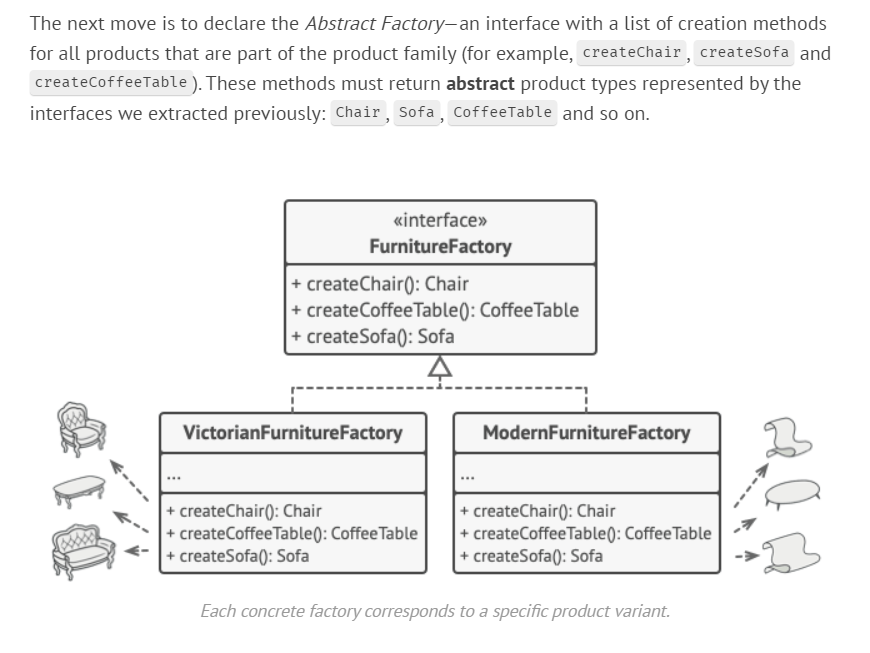 The next move is to declare the Abstract Factory—an interface with a list of creation methods
for all products that are part of the product family (for example, createChair, createSofa and
createCoffeeTable). These methods must return abstract product types represented by the
interfaces we extracted previously: Chair, Sofa, CoffeeTable and so on.
«interface»
FurnitureFactory
+ createChair(): Chair
+ createCoffeeTable(): CoffeeTable
+ createSofa(): Sofa
VictorianFurnitureFactory
...
+ createChair(): Chair
+ createCoffeeTable(): CoffeeTable
+ createSofa(): Sofa
ModernFurnitureFactory
...
+ createChair(): Chair
+ createCoffeeTable(): CoffeeTable
+ createSofa(): Sofa
Each concrete factory corresponds to a specific product variant.